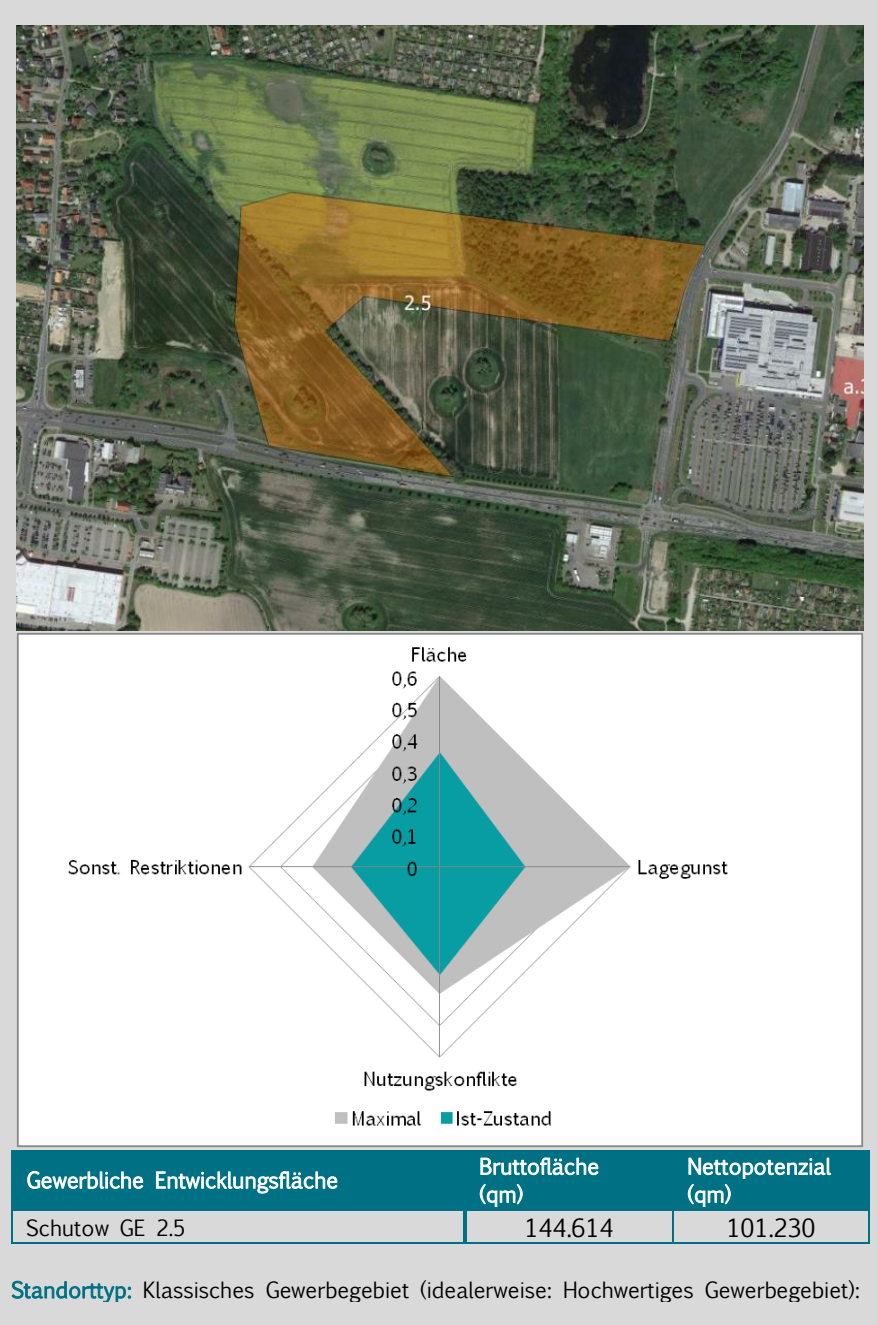 2.5
a.
Fläche
0,6
0,5
0,4
0,3
0,2
0,1
0
Sonst. Restriktionen
Lagegunst
Nutzungskonflikte
Maximal Ist-Zustand
Gewerbliche Entwicklungsfläche
Bruttofläche
(qm)
Nettopotenzial
(qm)
Schutow GE 2.5 144.614 101.230
Standorttyp: Klassisches Gewerbegebiet (idealerweise: Hochwertiges Gewerbegebiet):